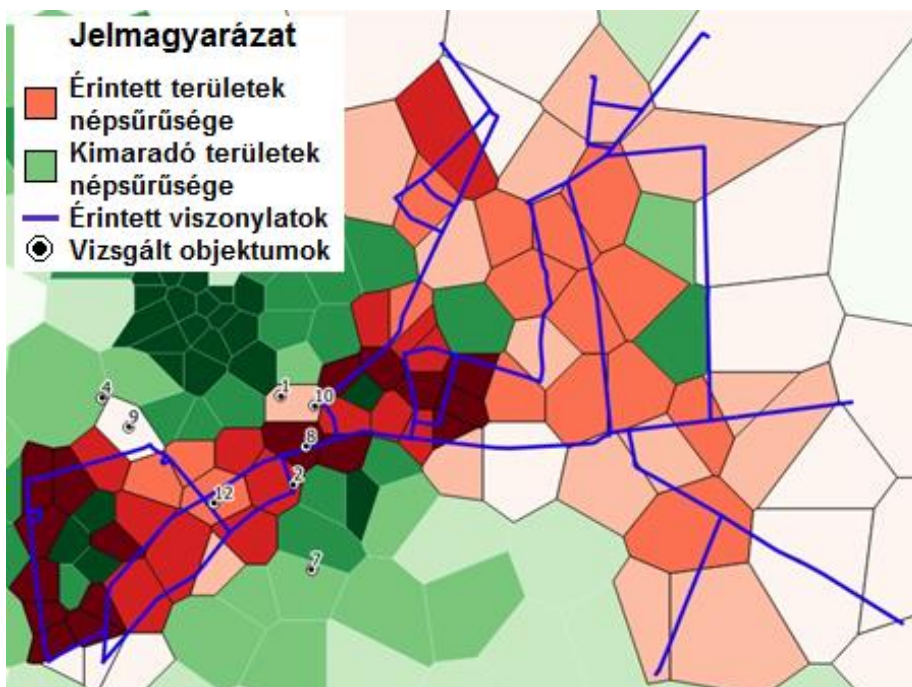 Jelmagyarázat
Érintett területek
népsűrűsége
Kimaradó területek
népsűrűsége
Érintett viszonylatok
Vizsgált objektumok
4
1
10
9
8
2
12
7